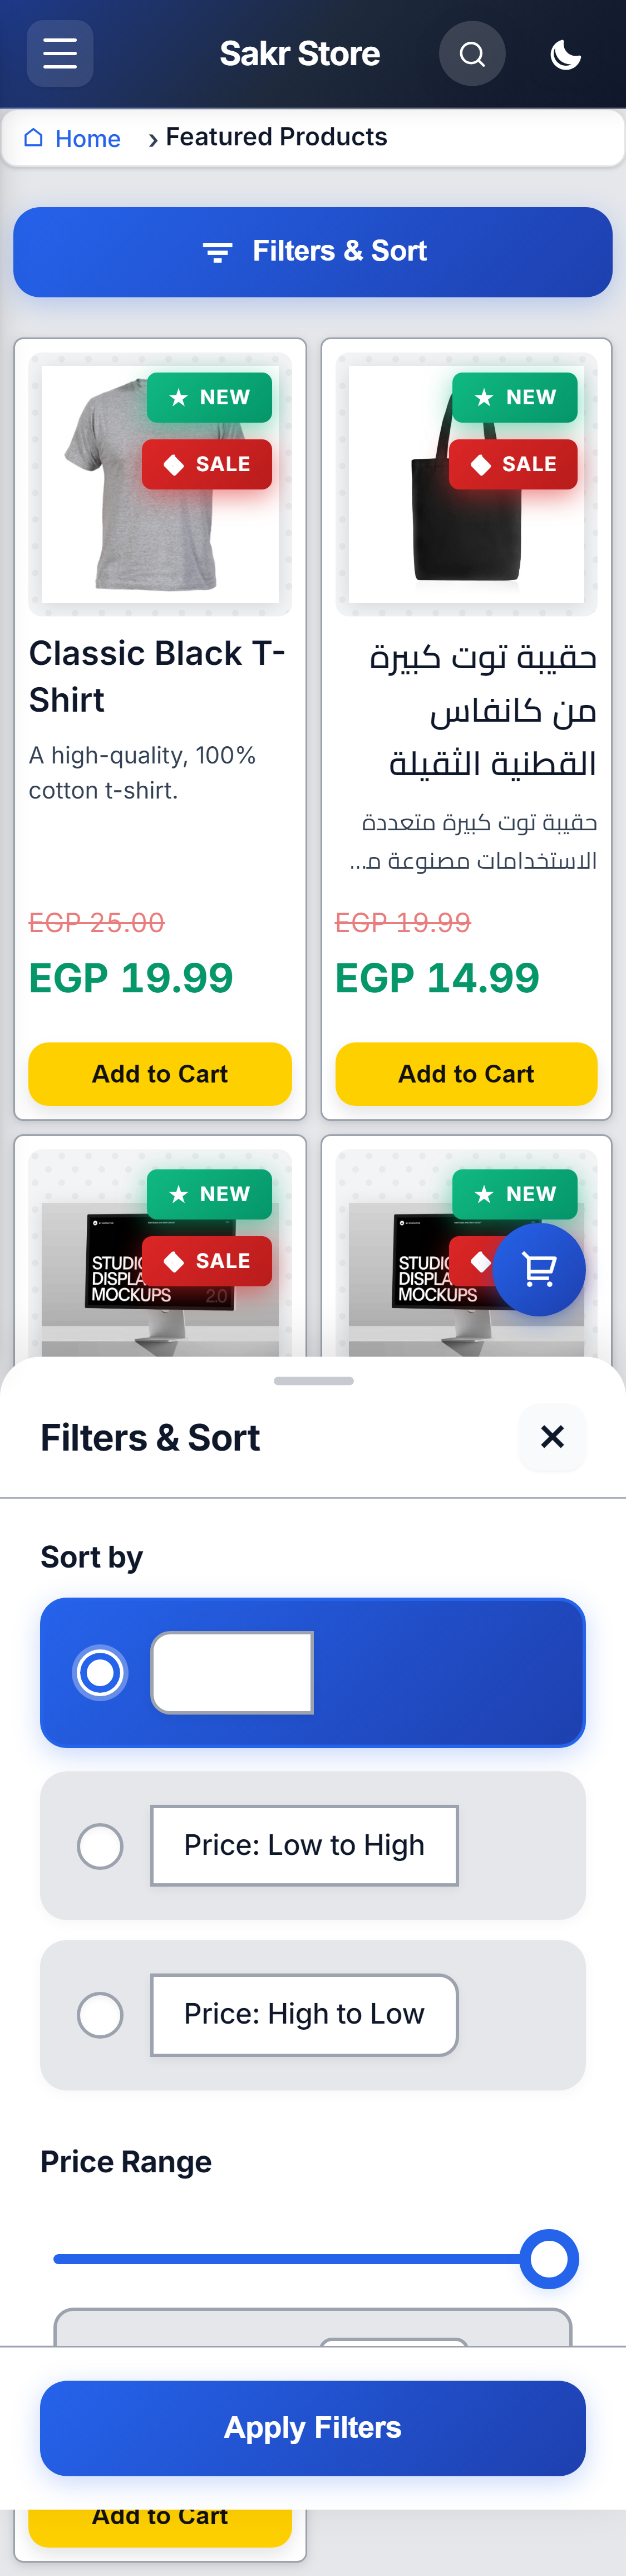 Sakr Store
Home › Featured Products
Filters & Sort
NEW
SALE
Classic Black T-
Shirt
A high-quality, 100%
cotton t-shirt.
EGP 25.00
EGP 19.99
Add to Cart
NEW
SALE
حقيبة توت كبيرة
من كانفاس
القطنية الثقيلة
حقيبة توت كبيرة متعددة
الاستخدامات مصنوعة م...
EGP 19.99
EGP 14.99
Add to Cart
NEW
SALE
STUDIO
DISPLAY
MOCKUPS
2.0
NEW
STUDIO
DISPLAY
MOCKUPS
Filters & Sort
Sort by
Price: Low to High
Price: High to Low
Price Range
Apply Filters
Add to Cart